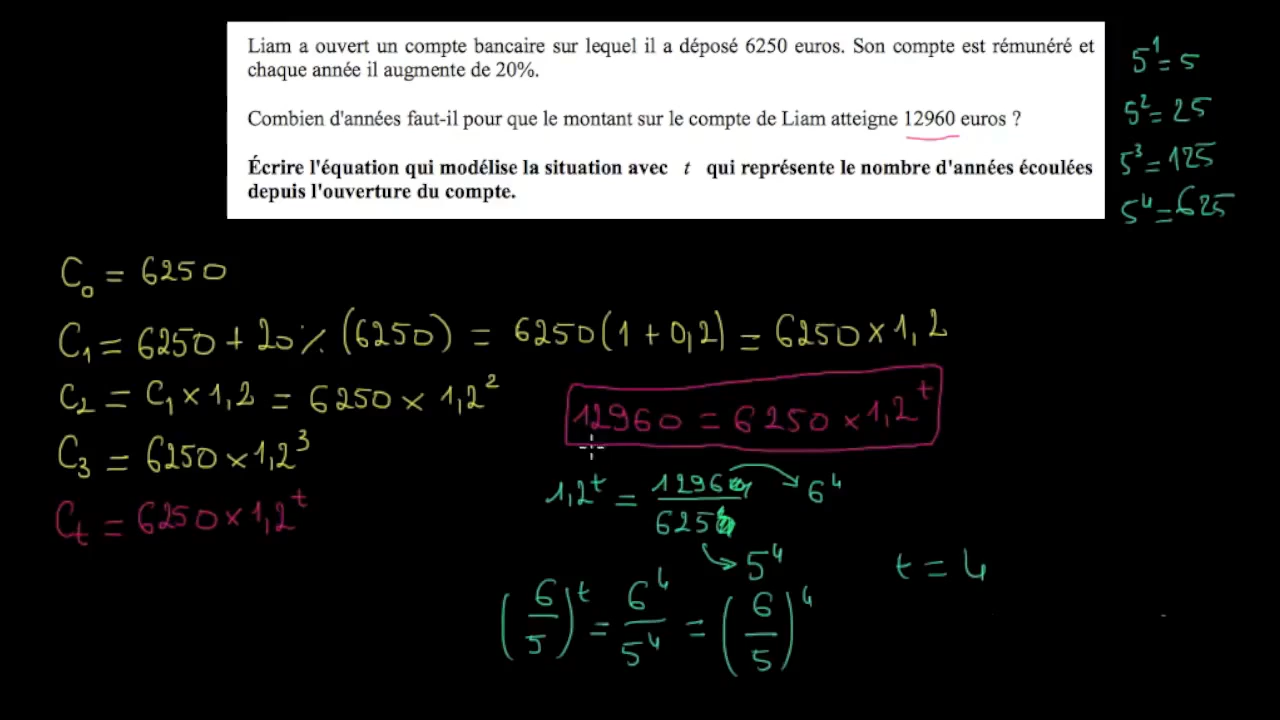 Liam a ouvert un compte bancaire sur lequel il a déposé 6250 euros. Son compte est rémunéré et
chaque année il augmente de 20%.
Combien d'années faut-il pour que le montant sur le compte de Liam atteigne 12960 euros ?
Écrire l'équation qui modélise la situation avec t qui représente le nombre d'années écoulées
depuis l'ouverture du compte.
5¹ = 5
5² = 25
5³ = 125
5⁴ = 625
C₀ = 6250
C₁ = 6250 + 20% (6250) = 6250 (1 + 0,2) = 6250 × 1,2
C₂ = C₁ × 1,2 = 6250 × 1,2²
C₃ = 6250 × 1,2³
Cₜ = 6250 × 1,2ᵗ
12960 = 6250 × 1,2ᵗ
1,2ᵗ = 12960/6250
6⁴
5⁴
(6/5)ᵗ = 6⁴/5⁴ = (6/5)⁴
t = 4